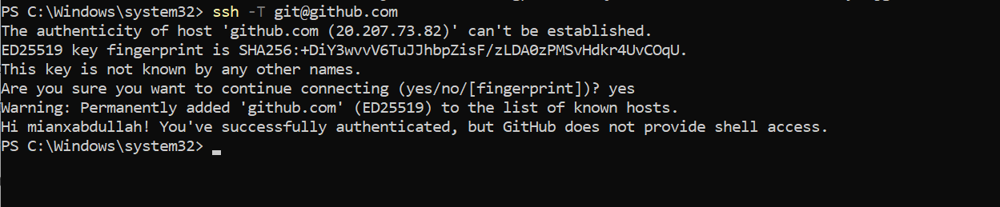 PS C:\Windows\system32> ssh -T git@github.com
The authenticity of host 'github.com (20.207.73.82)' can't be established.
ED25519 key fingerprint is SHA256:+DiY3wvvV6TuJJhbpZisF/zLDA0zPMSvHdkr4UvCOqU.
This key is not known by any other names.
Are you sure you want to continue connecting (yes/no/[fingerprint])? yes
Warning: Permanently added 'github.com' (ED25519) to the list of known hosts.
Hi mianxabdullah! You've successfully authenticated, but GitHub does not provide shell access.
PS C:\Windows\system32>